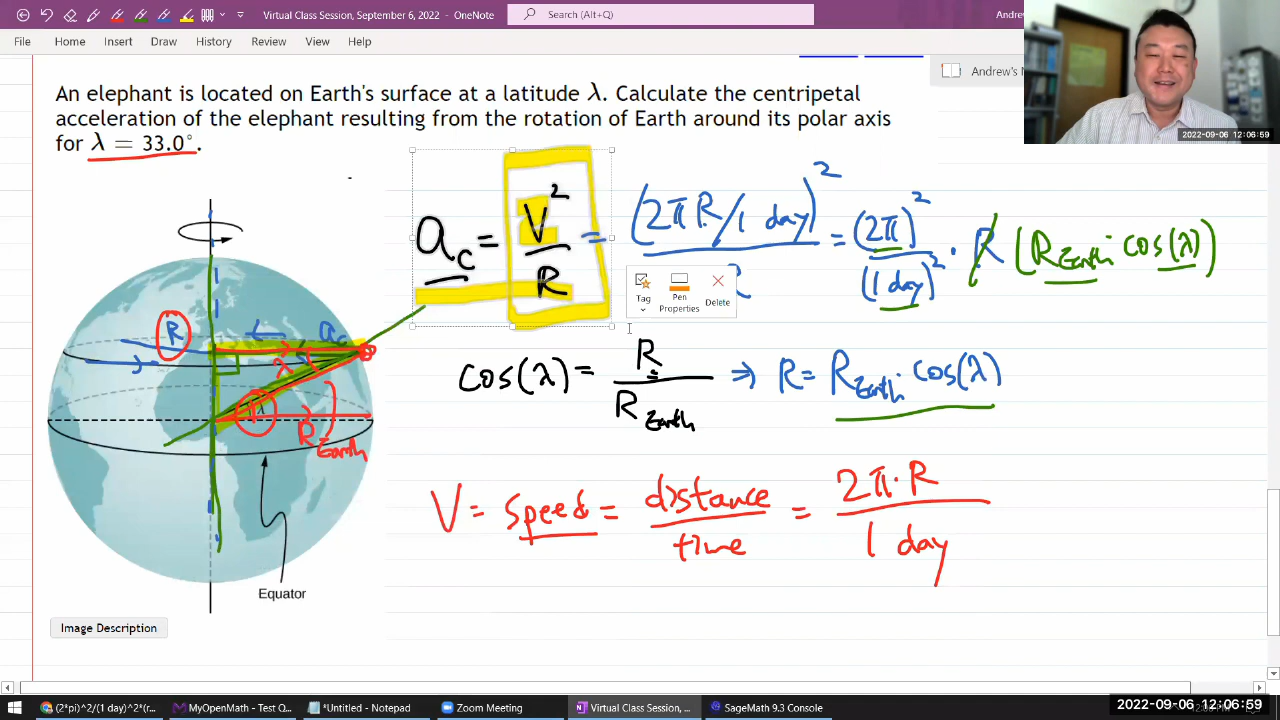 Virtual Class Session, September 6, 2022 - OneNote
Search (Alt+Q)
Andrew
File Home Insert Draw History Review View Help
Andrew's N
2022-09-06 12:06:59
An elephant is located on Earth's surface at a latitude λ. Calculate the centripetal
acceleration of the elephant resulting from the rotation of Earth around its polar axis
for λ = 33.0°.
a_c = V²/R = (2πR/1 day)²/ ² = (2π)²/(1 day)² · R (R_Earth cos(λ))
Tag
Pen Properties
Delete
R
a_c
λ
λ
R_Earth
cos(λ) = R/R_Earth ⇒ R = R_Earth cos(λ)
V = speed = distance/time = 2π·R/1 day
Equator
Image Description
(2*pi)^2/(1 day)^2*(r...
MyOpenMath - Test Q...
*Untitled - Notepad
Zoom Meeting
Virtual Class Session, ...
SageMath 9.3 Console
2022-09-06 12:06:59